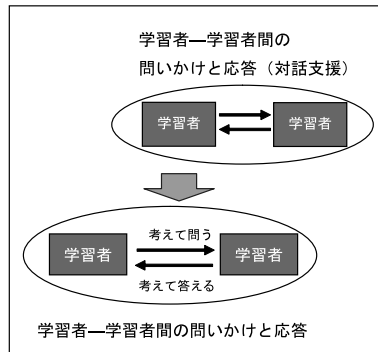 学習者―学習者間の
問いかけと応答（対話支援）
学習者
学習者
考えて問う
学習者
学習者
考えて答える
学習者―学習者間の問いかけと応答